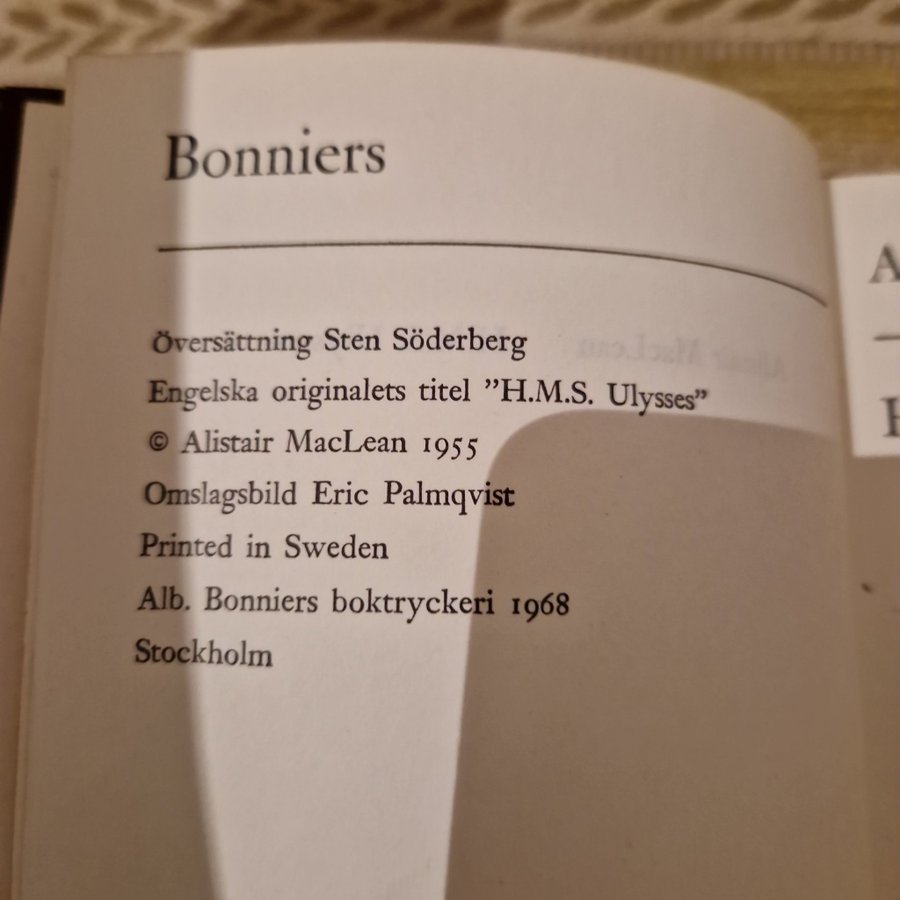 Bonniers
Översättning Sten Söderberg
Engelska originalets titel ”H.M.S. Ulysses”
© Alistair MacLean 1955
Omslagsbild Eric Palmqvist
Printed in Sweden
Alb. Bonniers boktryckeri 1968
Stockholm